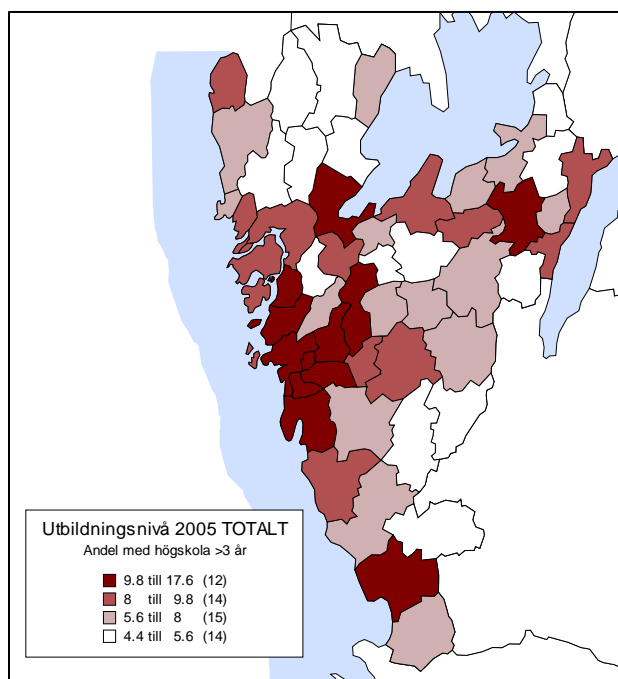 Utbildningsnivå 2005 TOTALT
Andel med högskola >3 år
9.8 till 17.6 (12)
8 till 9.8 (14)
5.6 till 8 (15)
4.4 till 5.6 (14)